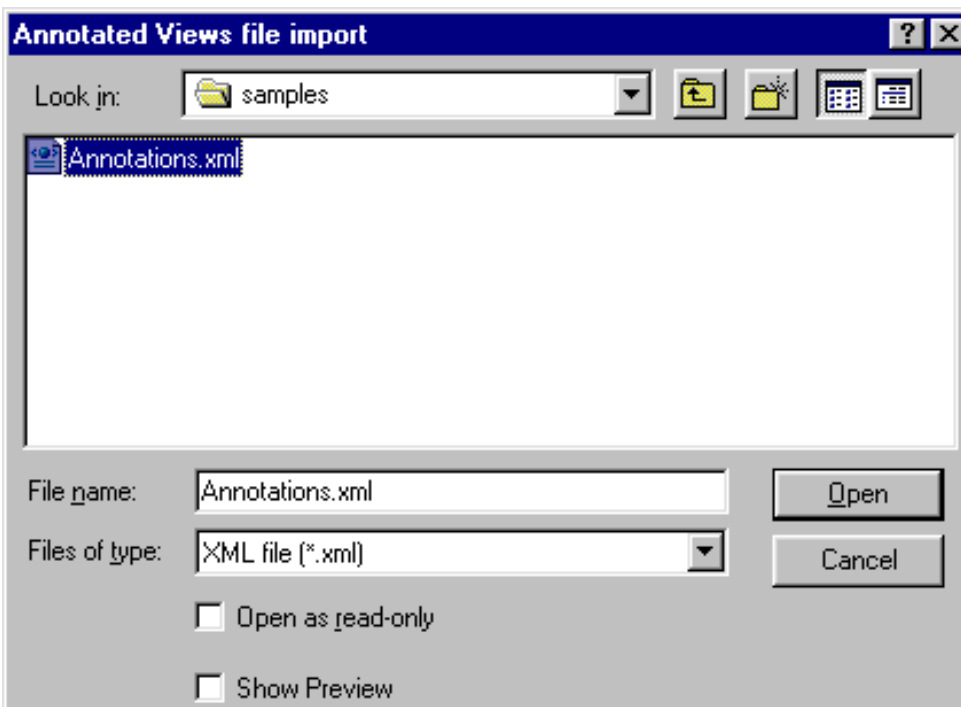 Annotated Views file import
Look in: samples
Annotations.xml
File name: Annotations.xml Open
Files of type: XML file (*.xml) Cancel
Open as read-only
Show Preview